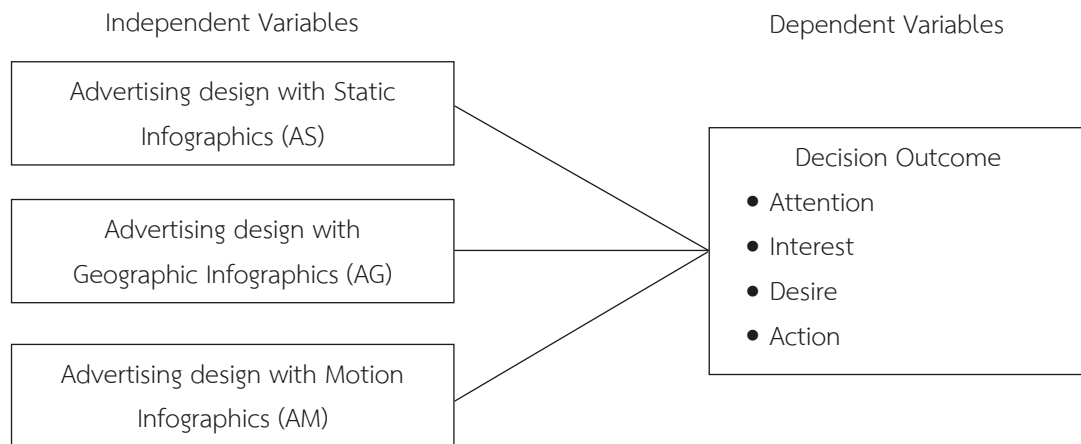 Independent Variables
Dependent Variables
Advertising design with Static
Infographics (AS)
Advertising design with
Geographic Infographics (AG)
Advertising design with Motion
Infographics (AM)
Decision Outcome
• Attention
• Interest
• Desire
• Action